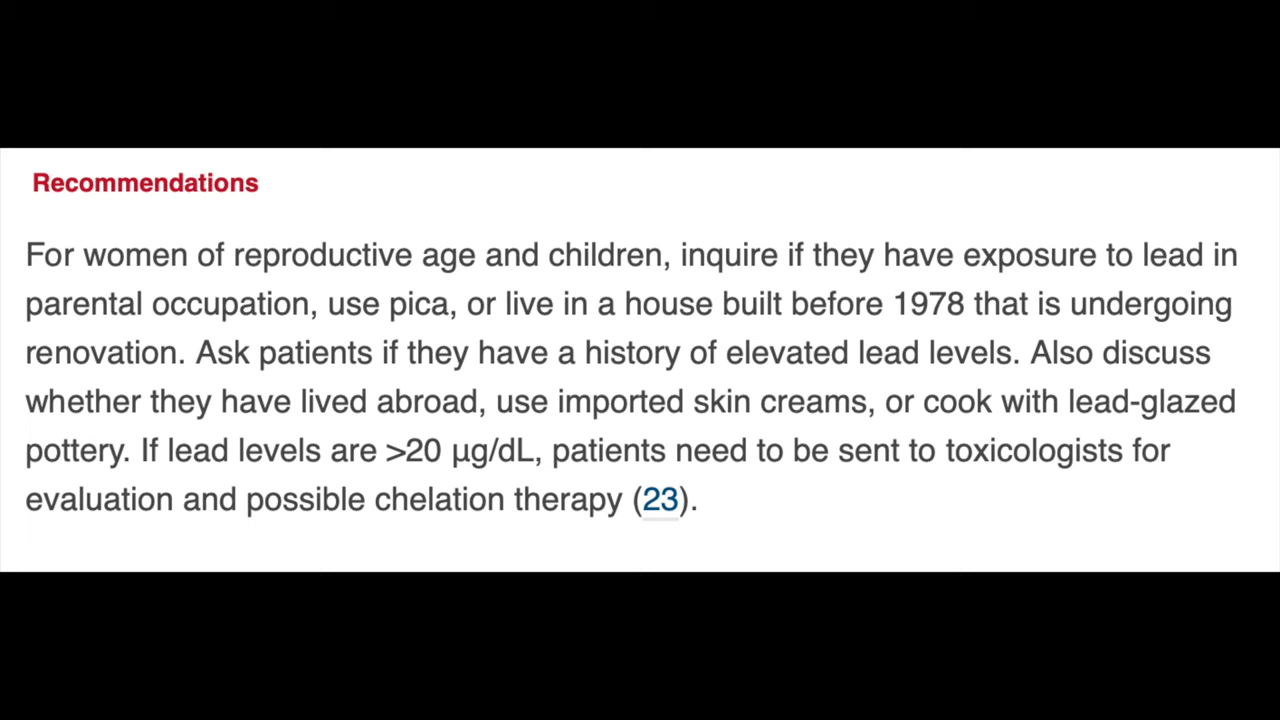 Recommendations
For women of reproductive age and children, inquire if they have exposure to lead in
parental occupation, use pica, or live in a house built before 1978 that is undergoing
renovation. Ask patients if they have a history of elevated lead levels. Also discuss
whether they have lived abroad, use imported skin creams, or cook with lead-glazed
pottery. If lead levels are >20 µg/dL, patients need to be sent to toxicologists for
evaluation and possible chelation therapy (23).